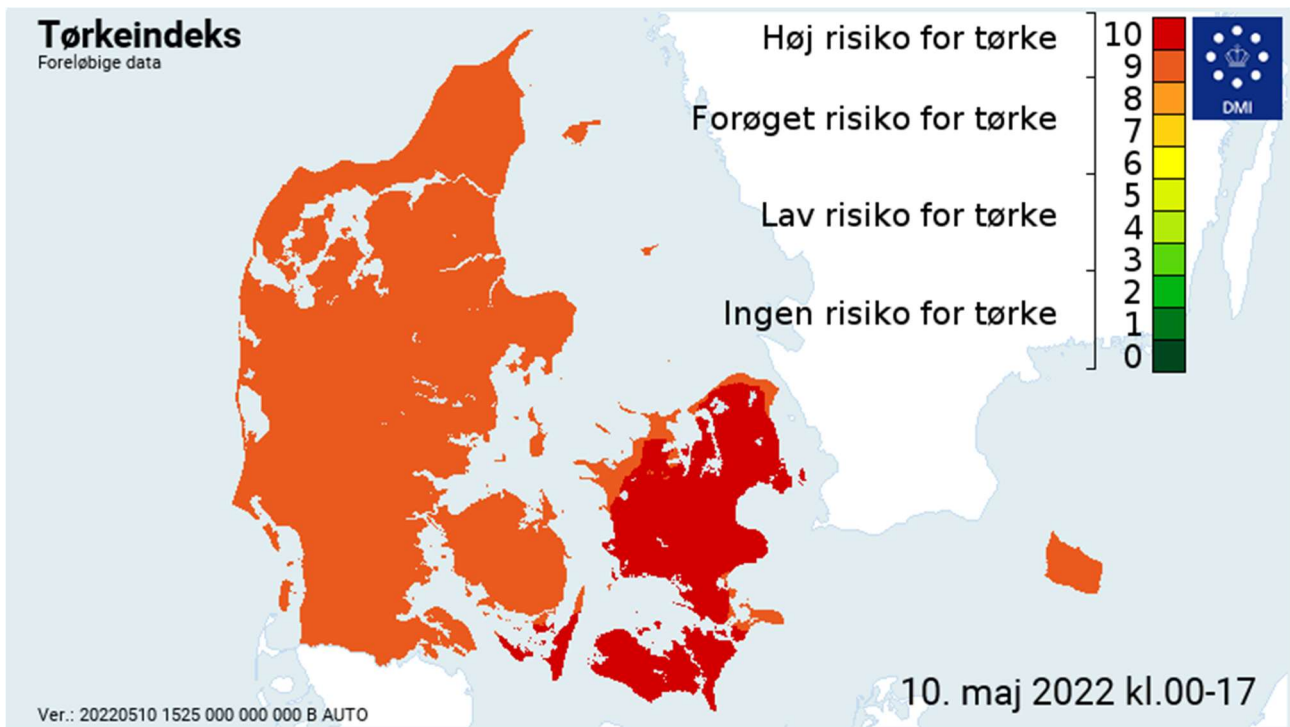 Tørkeindeks
Foreløbige data
Høj risiko for tørke
Forøget risiko for tørke
Lav risiko for tørke
Ingen risiko for tørke
10
9
8
7
6
5
4
3
2
1
0
DMI
10. maj 2022 kl.00-17
Ver.: 20220510 1525 000 000 000 B AUTO